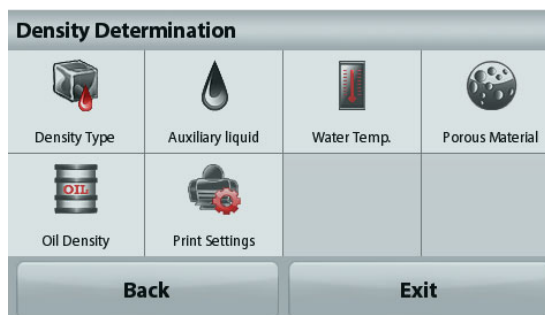 Density Determination
Density Type
Auxiliary liquid
Water Temp.
Porous Material
OIL
Oil Density
Print Settings
Back
Exit